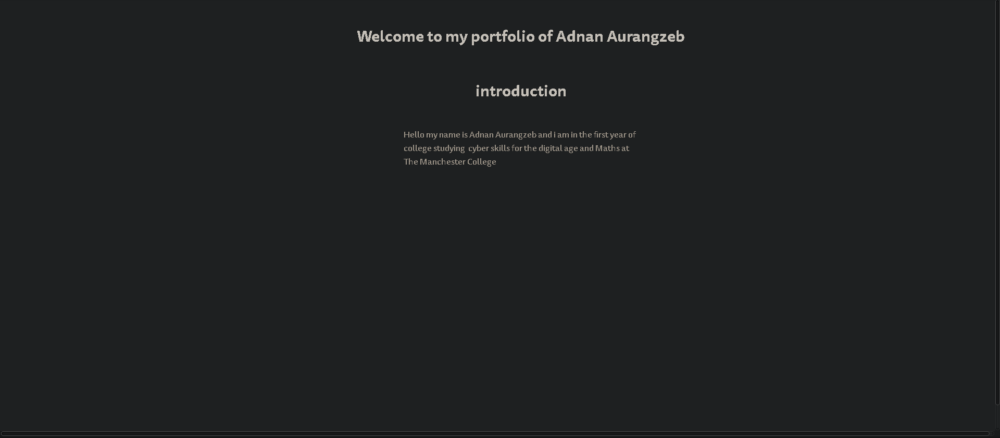 Welcome to my portfolio of Adnan Aurangzeb
introduction
Hello my name is Adnan Aurangzeb and i am in the first year of
college studying  cyber skills for the digital age and Maths at
The Manchester College